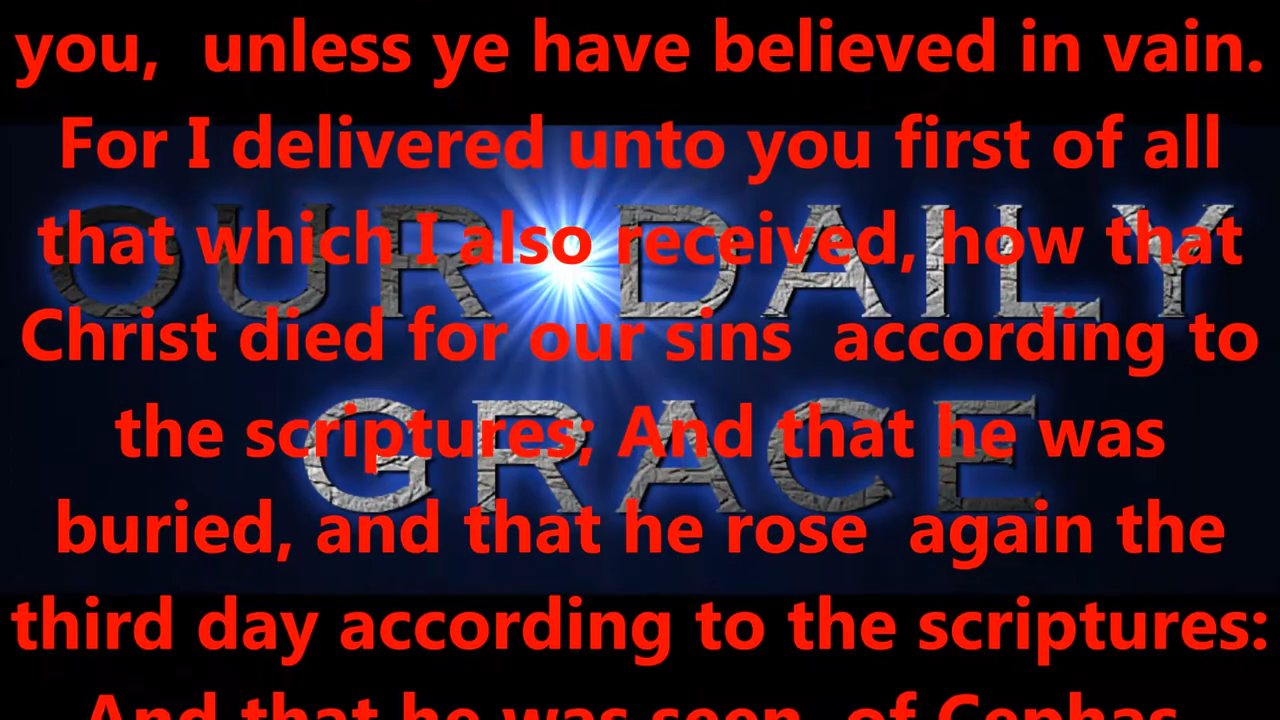 you,  unless ye have believed in vain.
For I delivered unto you first of all
that which I also received, how that
Christ died for our sins  according to
the scriptures; And that he was
buried, and that he rose  again the
third day according to the scriptures:
And that he was seen  of Cephas,
OUR DAILY
GRACE